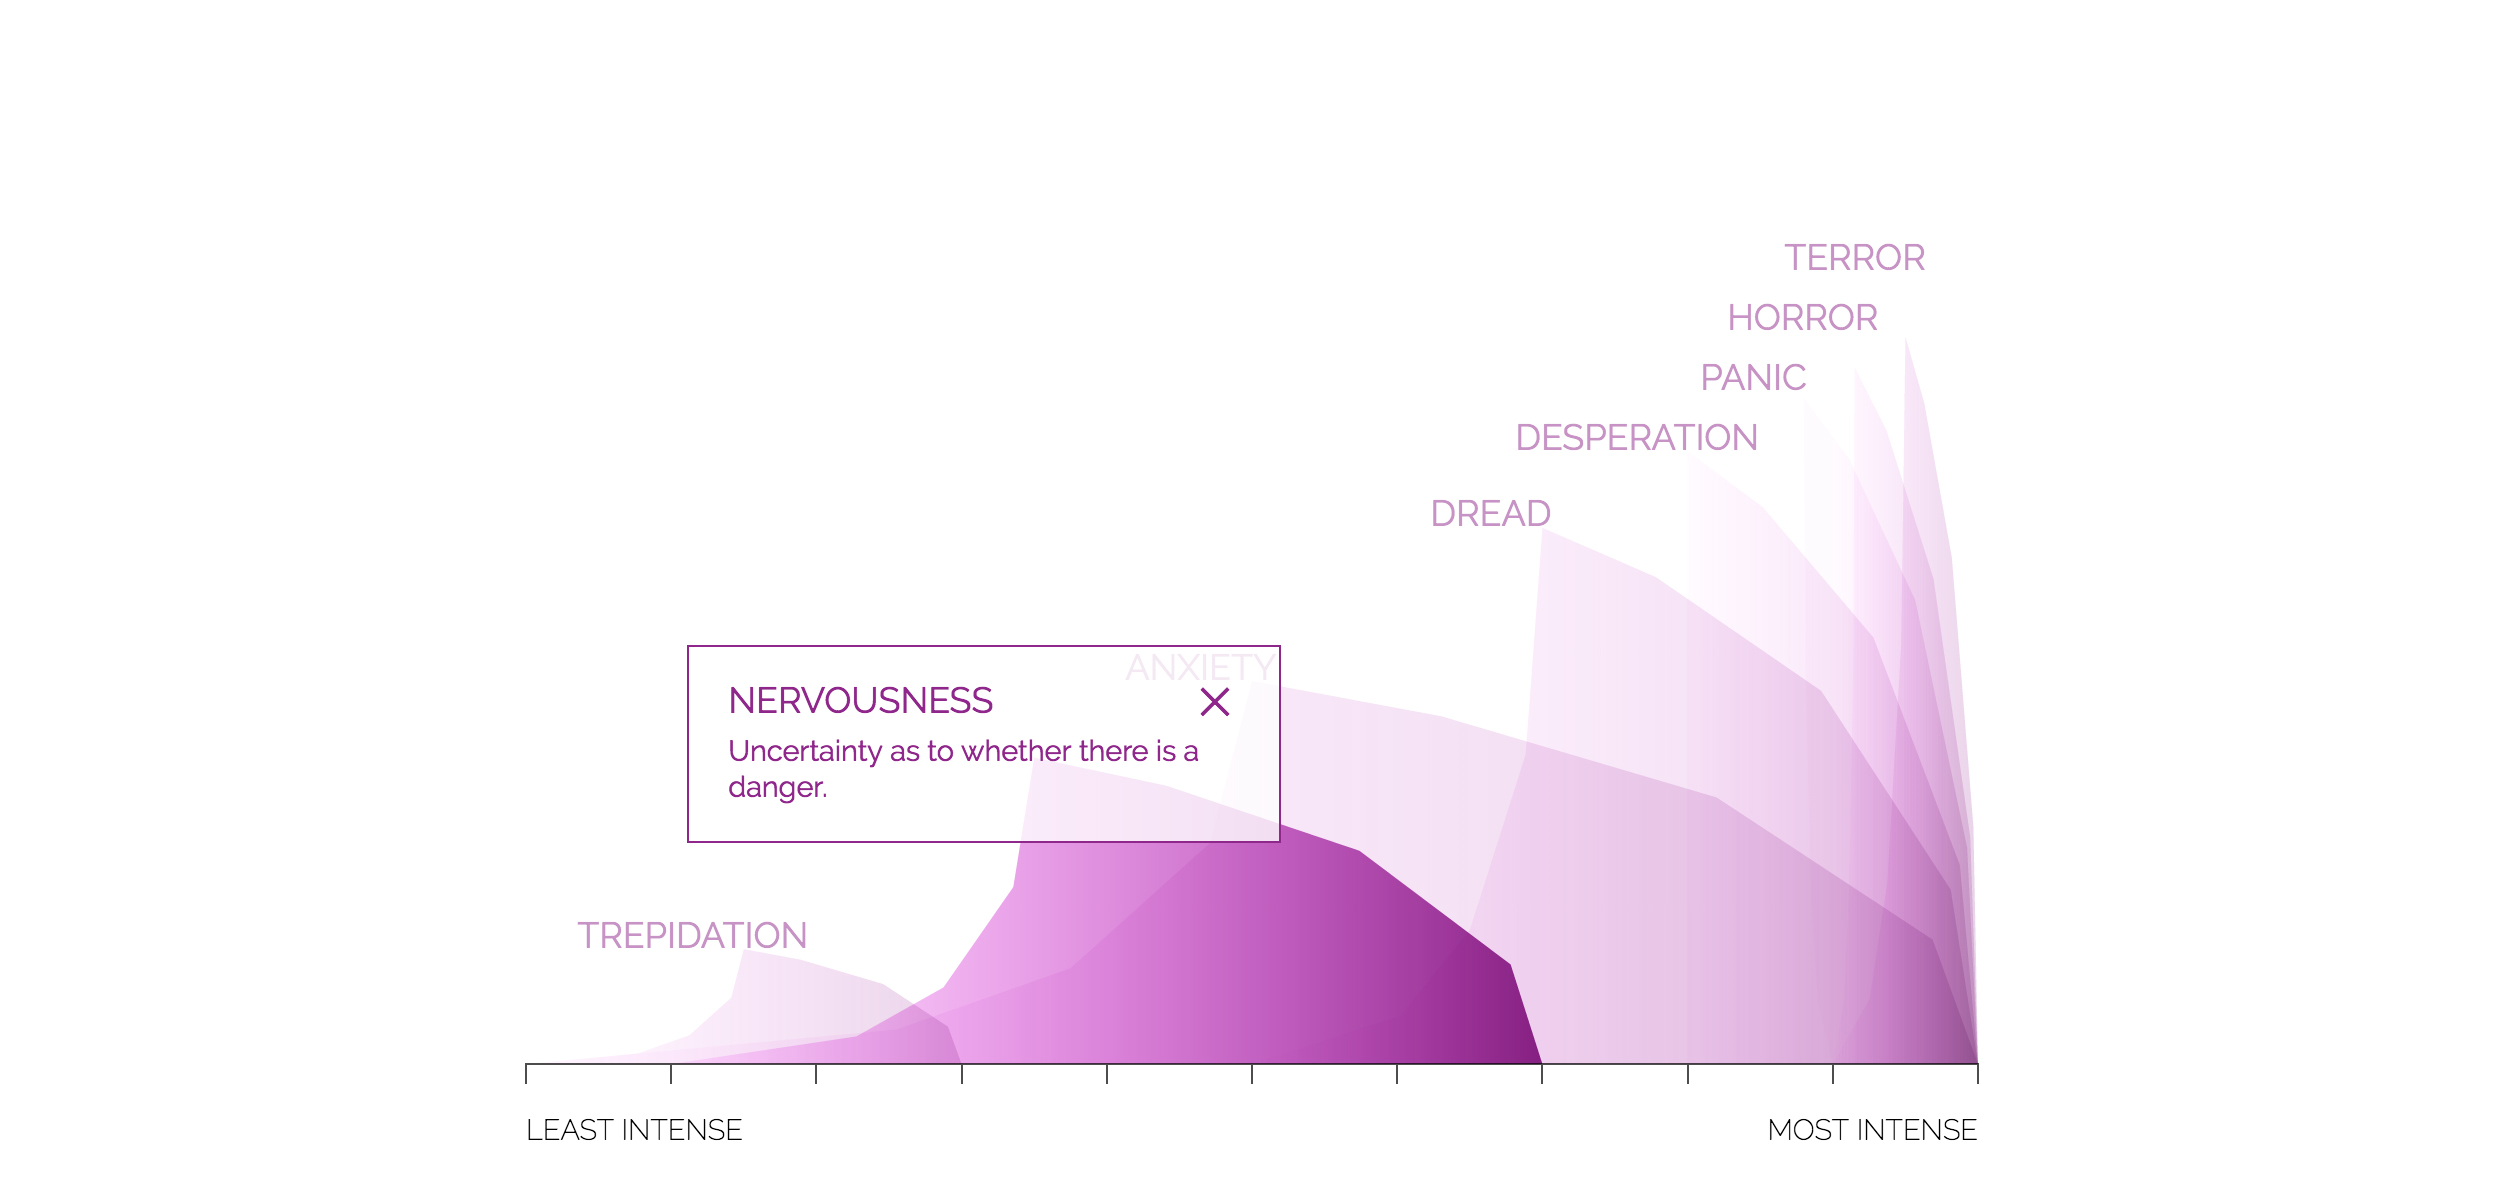 TERROR
HORROR
PANIC
DESPERATION
DREAD
ANXIETY
NERVOUSNESS
Uncertainty as to whether there is a
danger.
TREPIDATION
LEAST INTENSE
MOST INTENSE